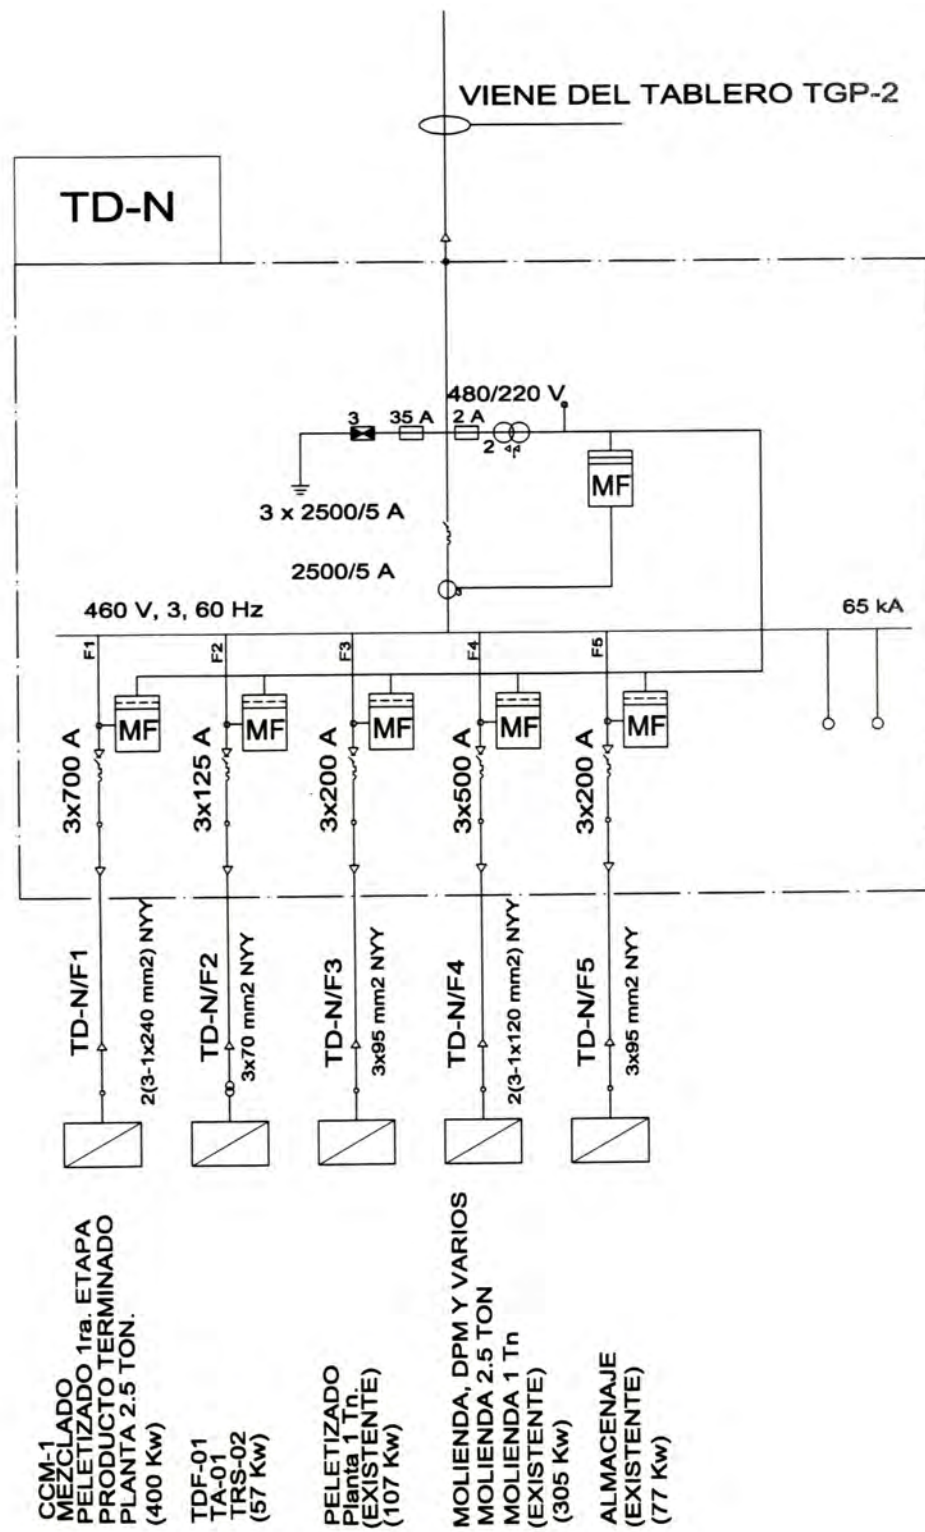 VIENE DEL TABLERO TGP-2
TD-N
480/220 V
3
35 A
2 A
2
MF
3 x 2500/5 A
2500/5 A
3
460 V, 3, 60 Hz
65 kA
F1
F2
F3
F4
F5
MF
MF
MF
MF
MF
3x700 A
3x125 A
3x200 A
3x500 A
3x200 A
TD-N/F1
2(3-1x240 mm2) NYY
TD-N/F2
3x70 mm2 NYY
TD-N/F3
3x95 mm2 NYY
TD-N/F4
2(3-1x120 mm2) NYY
TD-N/F5
3x95 mm2 NYY
CCM-1
MEZCLADO
PELETIZADO 1ra. ETAPA
PRODUCTO TERMINADO
PLANTA 2.5 TON.
(400 Kw)
TDF-01
TA-01
TRS-02
(57 Kw)
PELETIZADO
Planta 1 Tn.
(EXISTENTE)
(107 Kw)
MOLIENDA, DPM Y VARIOS
MOLIENDA 2.5 TON
MOLIENDA 1 Tn
(EXISTENTE)
(305 Kw)
ALMACENAJE
(EXISTENTE)
(77 Kw)